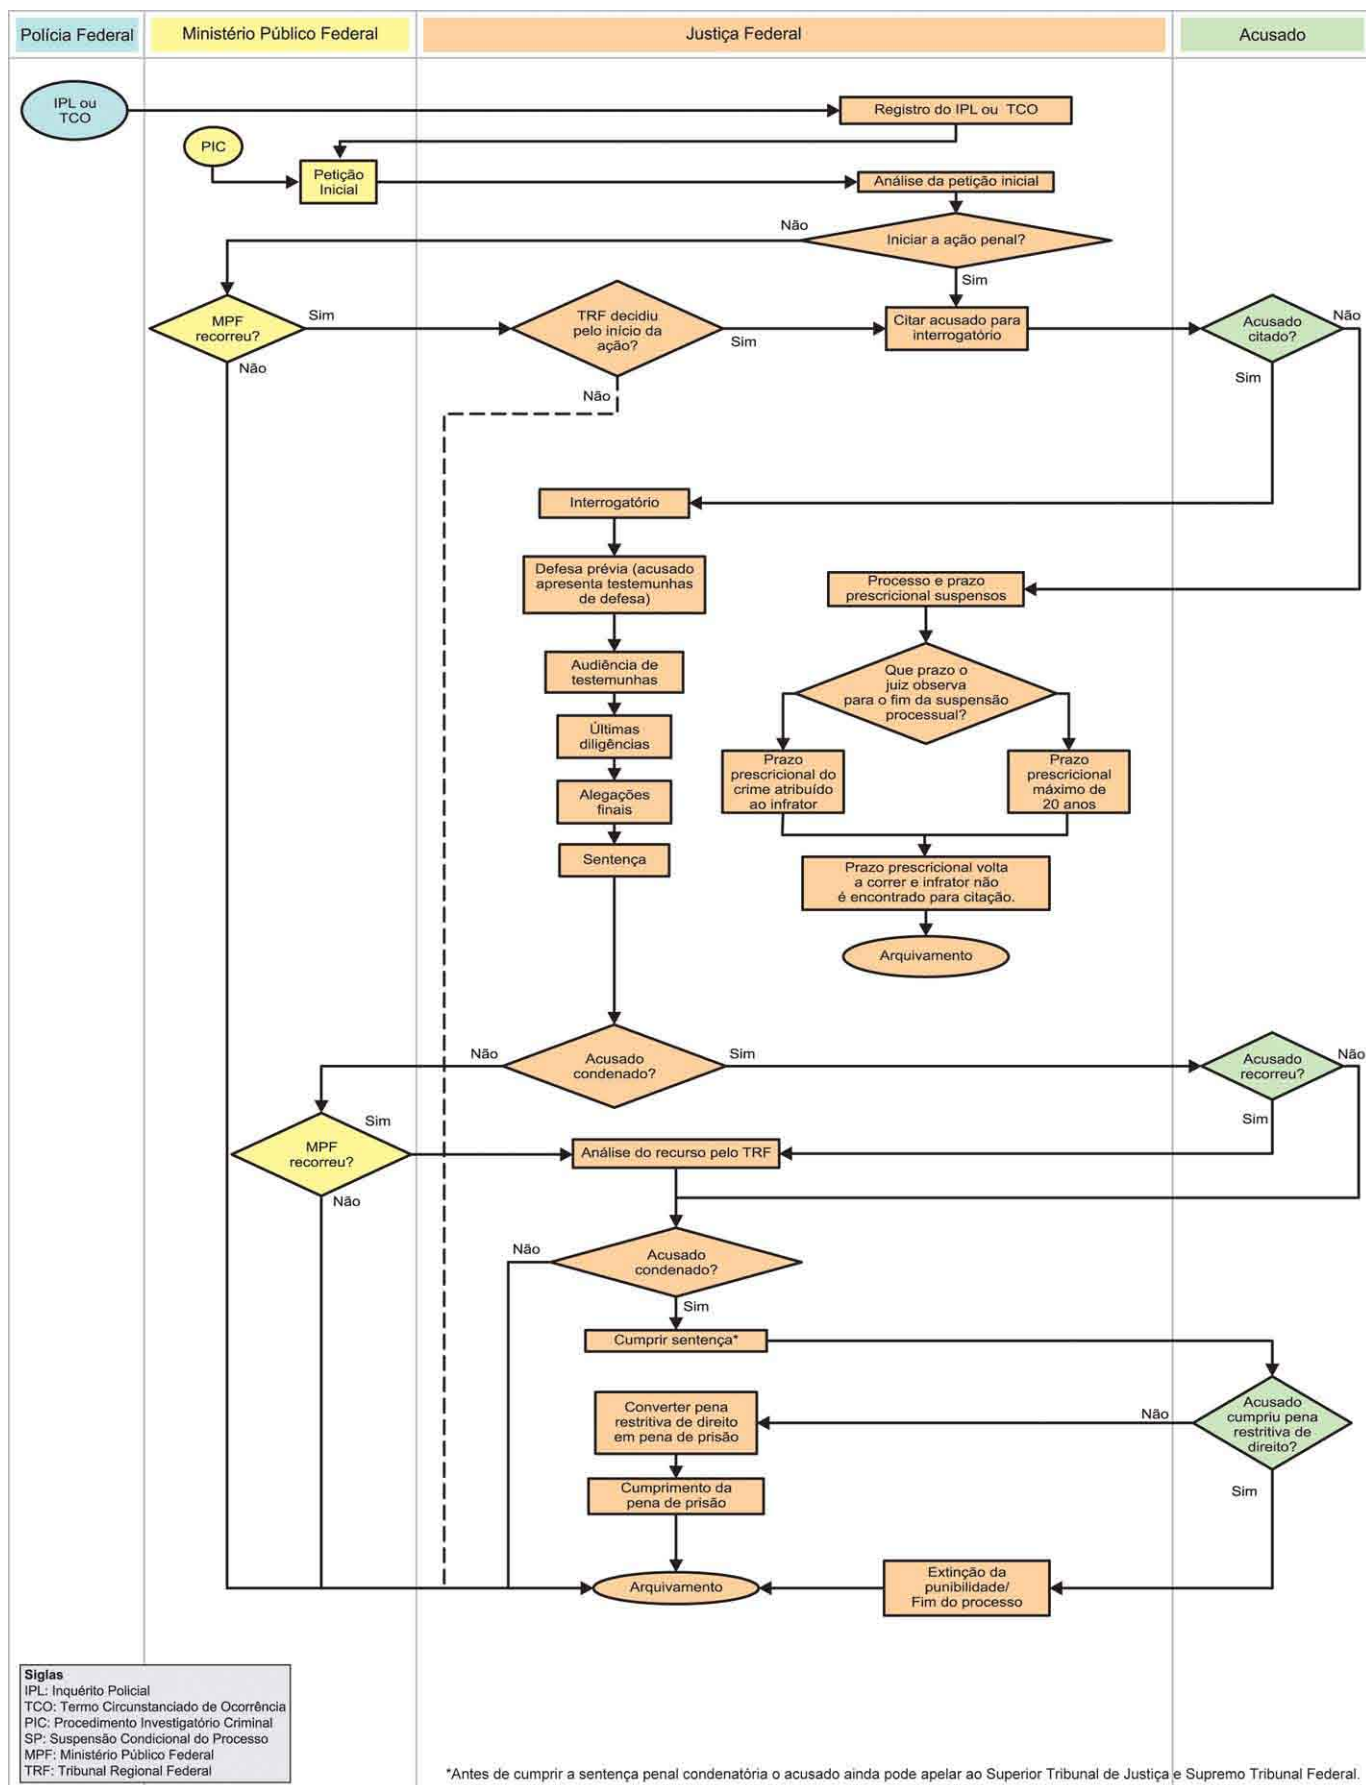 Polícia Federal
Ministério Público Federal
Justiça Federal
Acusado
IPL ou
TCO
Registro do IPL ou TCO
PIC
Petição
Inicial
Análise da petição inicial
Não
Iniciar a ação penal?
Sim
MPF
recorreu?
Sim
Não
TRF decidiu
pelo início da
ação?
Sim
Não
Citar acusado para
interrogatório
Acusado
citado?
Não
Sim
Interrogatório
Defesa prévia (acusado
apresenta testemunhas
de defesa)
Audiência de
testemunhas
Últimas
diligências
Alegações
finais
Sentença
Processo e prazo
prescricional suspensos
Que prazo o
juiz observa
para o fim da suspensão
processual?
Prazo
prescricional do
crime atribuído
ao infrator
Prazo
prescricional
máximo de
20 anos
Prazo prescricional volta
a correr e infrator não
é encontrado para citação.
Arquivamento
Não
Acusado
condenado?
Sim
Acusado
recorreu?
Não
Sim
MPF
recorreu?
Sim
Não
Análise do recurso pelo TRF
Não
Acusado
condenado?
Sim
Cumprir sentença*
Acusado
cumpriu pena
restritiva de
direito?
Não
Sim
Converter pena
restritiva de direito
em pena de prisão
Cumprimento da
pena de prisão
Arquivamento
Extinção da
punibilidade/
Fim do processo
Siglas
IPL: Inquérito Policial
TCO: Termo Circunstanciado de Ocorrência
PIC: Procedimento Investigatório Criminal
SP: Suspensão Condicional do Processo
MPF: Ministério Público Federal
TRF: Tribunal Regional Federal
*Antes de cumprir a sentença penal condenatória o acusado ainda pode apelar ao Superior Tribunal de Justiça e Supremo Tribunal Federal.